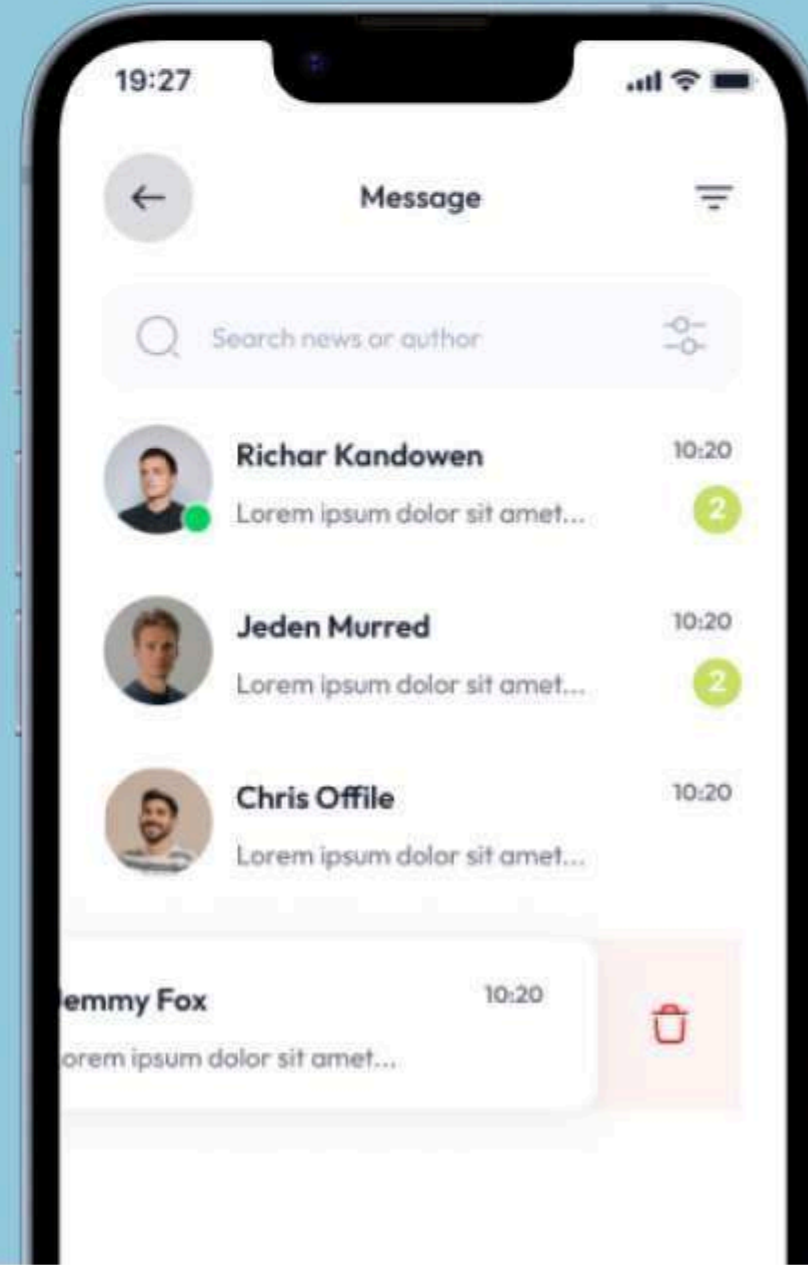 19:27
Message
Search news or author
Richar Kandowen
10:20
Lorem ipsum dolor sit amet...
2
Jeden Murred
10:20
Lorem ipsum dolor sit amet...
2
Chris Offile
10:20
Lorem ipsum dolor sit amet...
Jemmy Fox
10:20
orem ipsum dolor sit amet...